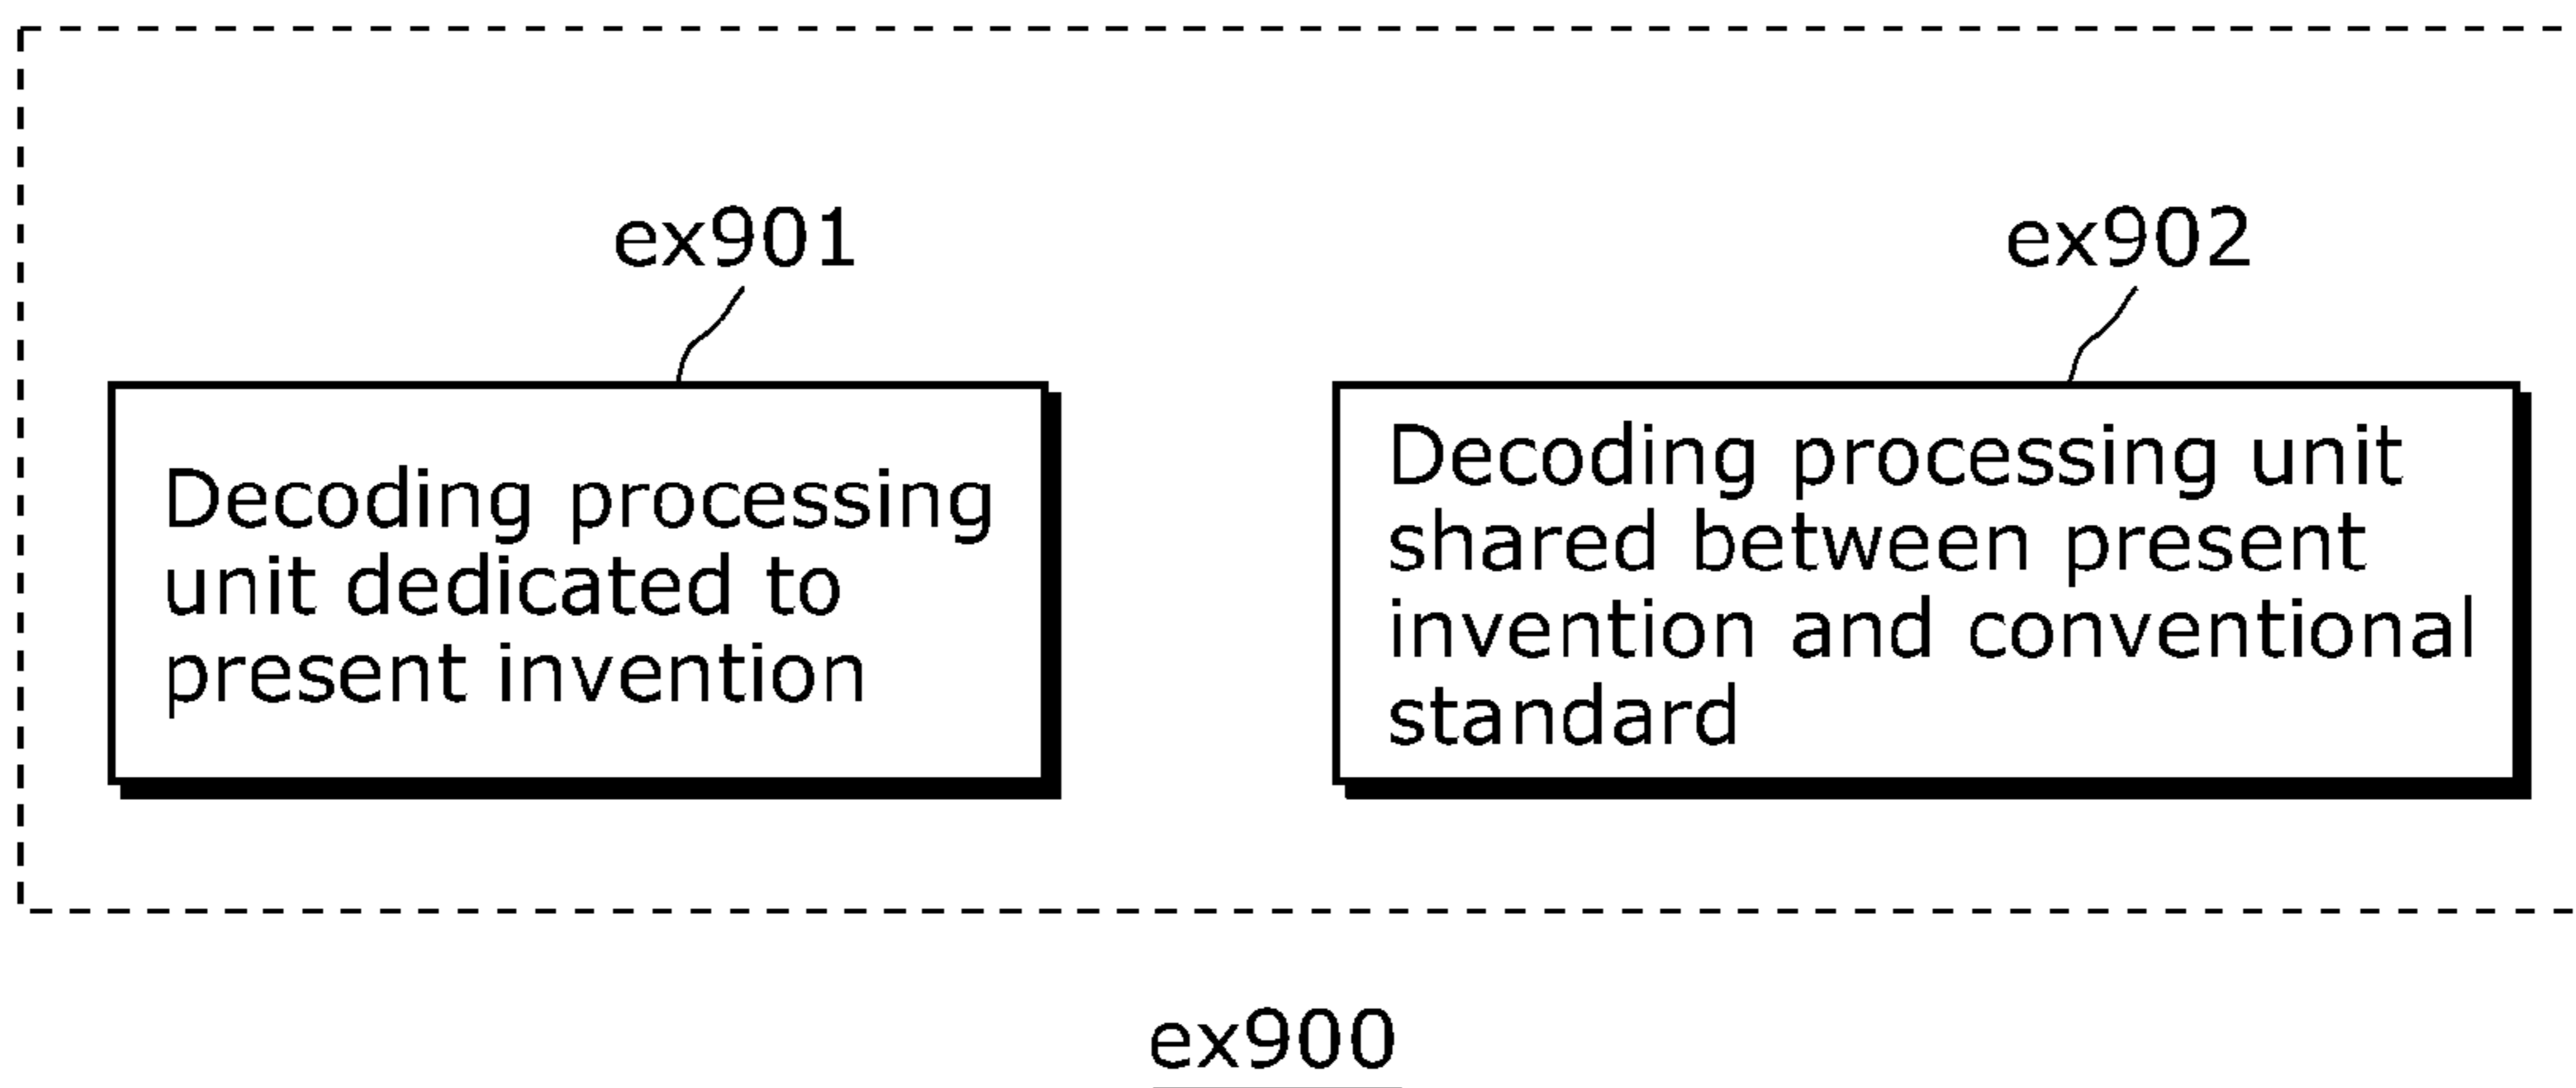 ex901
ex902
Decoding processing
unit dedicated to
present invention
Decoding processing unit
shared between present
invention and conventional
standard
ex900